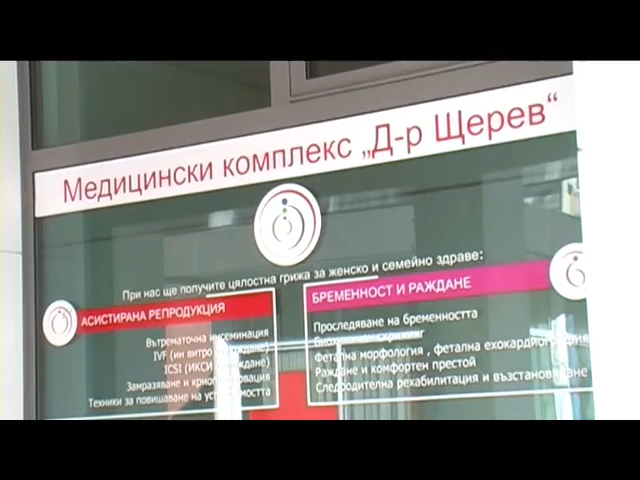 Медицински комплекс „Д-р Щерев“
При нас ще получите цялостна грижа за женско и семейно здраве:
АСИСТИРАНА РЕПРОДУКЦИЯ
Вътрематочна инсеминация
IVF (ин витро
ICSI (ИКСИ
Замразяване и
Техники за повишаване на
БРЕМЕННОСТ И РАЖДАНЕ
Проследяване на бременността
Фетална морфология , фетална ехокардиография
Раждане и комфортен престой
Следродилна рехабилитация и възстановяване